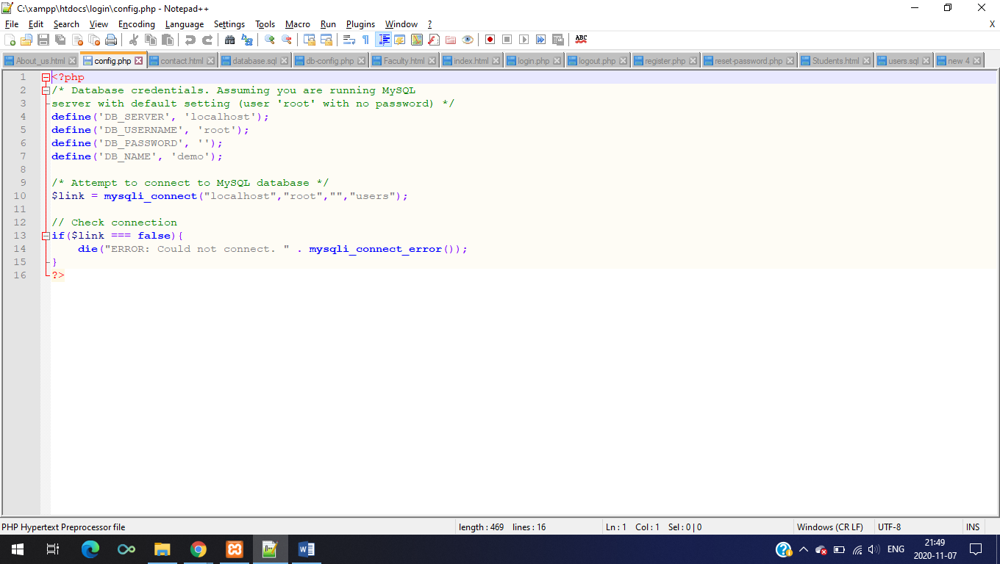 C:\xampp\htdocs\login\config.php - Notepad++
File Edit Search View Encoding Language Settings Tools Macro Run Plugins Window ? X
About_us.html config.php contact.html database.sql db-config.php Faculty.html index.html login.php logout.php register.php reset-password.php Students.html users.sql new 4
1 <?php
2 /* Database credentials. Assuming you are running MySQL
3 server with default setting (user 'root' with no password) */
4 define('DB_SERVER', 'localhost');
5 define('DB_USERNAME', 'root');
6 define('DB_PASSWORD', '');
7 define('DB_NAME', 'demo');
8
9 /* Attempt to connect to MySQL database */
10 $link = mysqli_connect("localhost","root","","users");
11
12 // Check connection
13 if($link === false){
14     die("ERROR: Could not connect. " . mysqli_connect_error());
15 }
16 ?>
PHP Hypertext Preprocessor file length : 469 lines : 16 Ln : 1 Col : 1 Sel : 0 | 0 Windows (CR LF) UTF-8 INS
ENG 21:49
2020-11-07